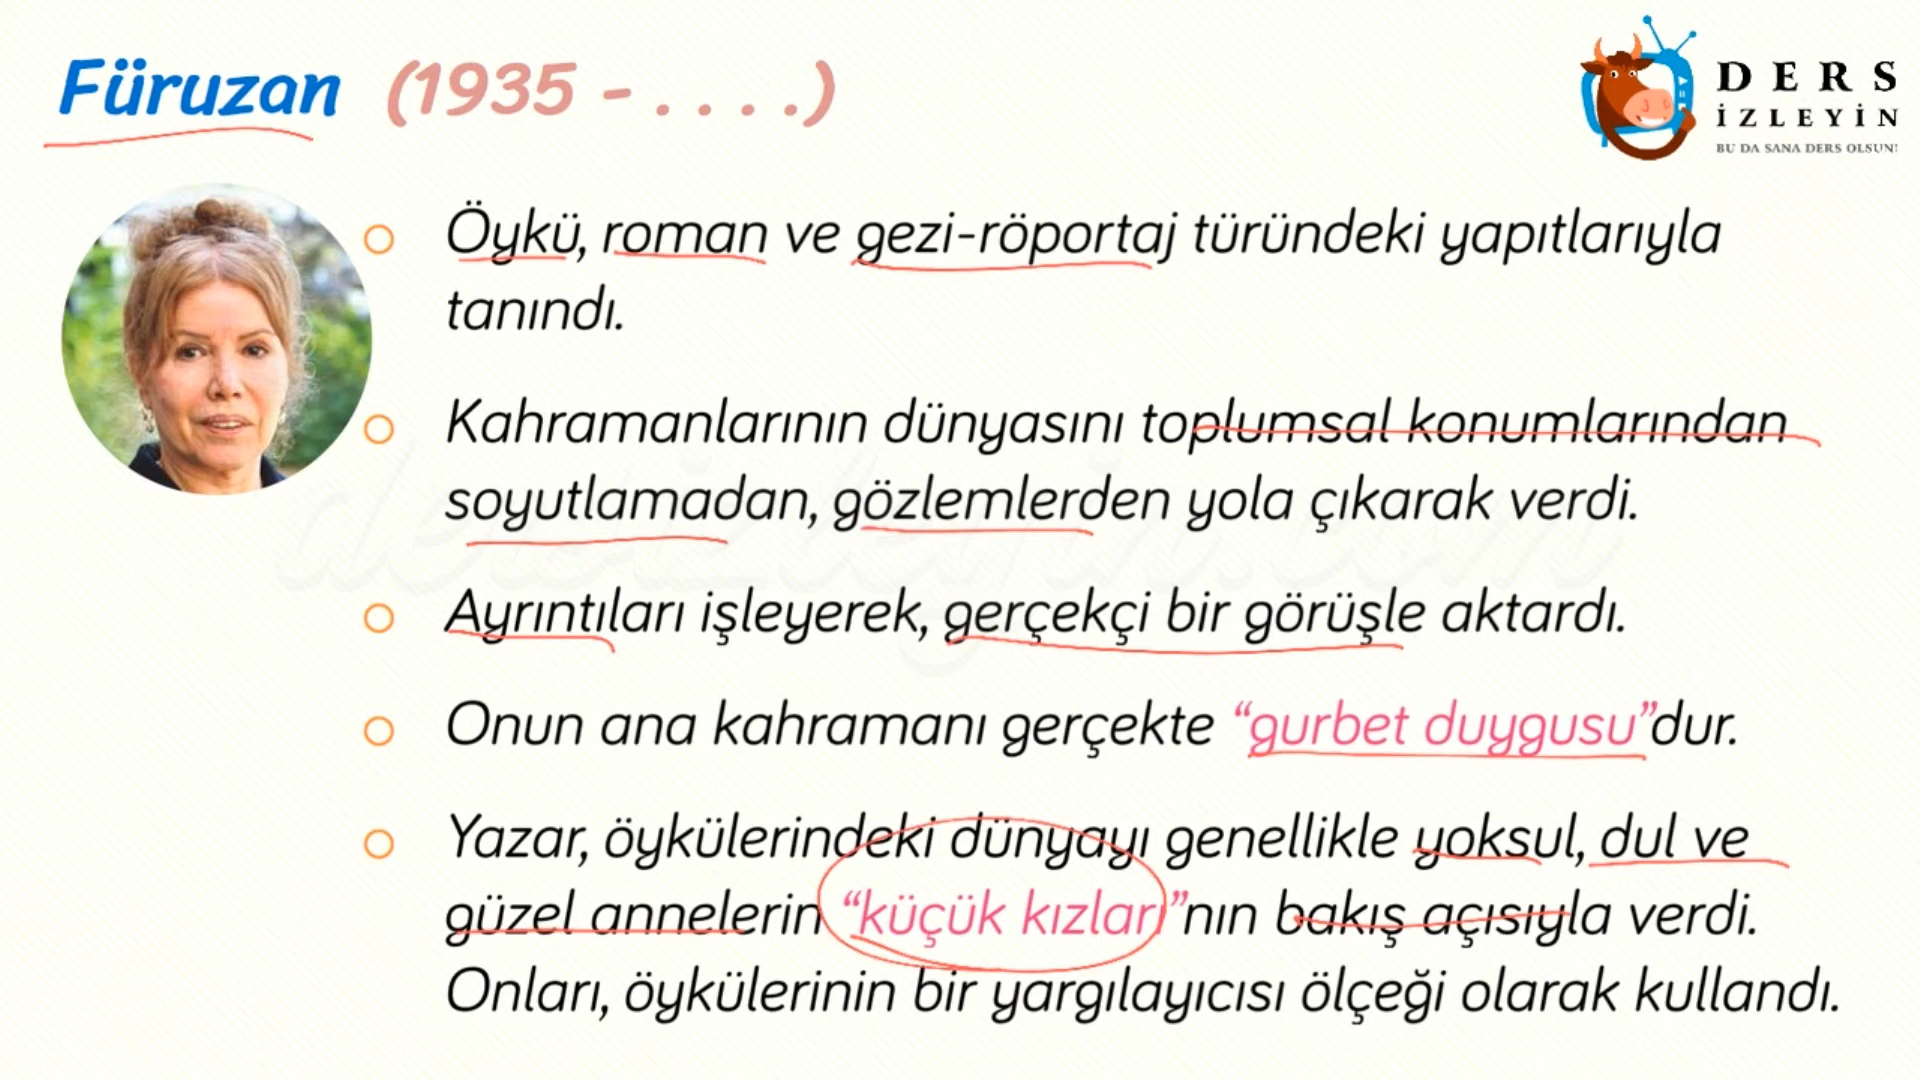 Füruzan (1935 - . . . .)
DERS
İZLEYİN
BU DA SANA DERS OLSUN!
Öykü, roman ve gezi-röportaj türündeki yapıtlarıyla
tanındı.
Kahramanlarının dünyasını toplumsal konumlarından
soyutlamadan, gözlemlerden yola çıkarak verdi.
Ayrıntıları işleyerek, gerçekçi bir görüşle aktardı.
Onun ana kahramanı gerçekte “gurbet duygusu”dur.
Yazar, öykülerindeki dünyayı genellikle yoksul, dul ve
güzel annelerin “küçük kızları”nın bakış açısıyla verdi.
Onları, öykülerinin bir yargılayıcısı ölçeği olarak kullandı.
dersizleyin.com